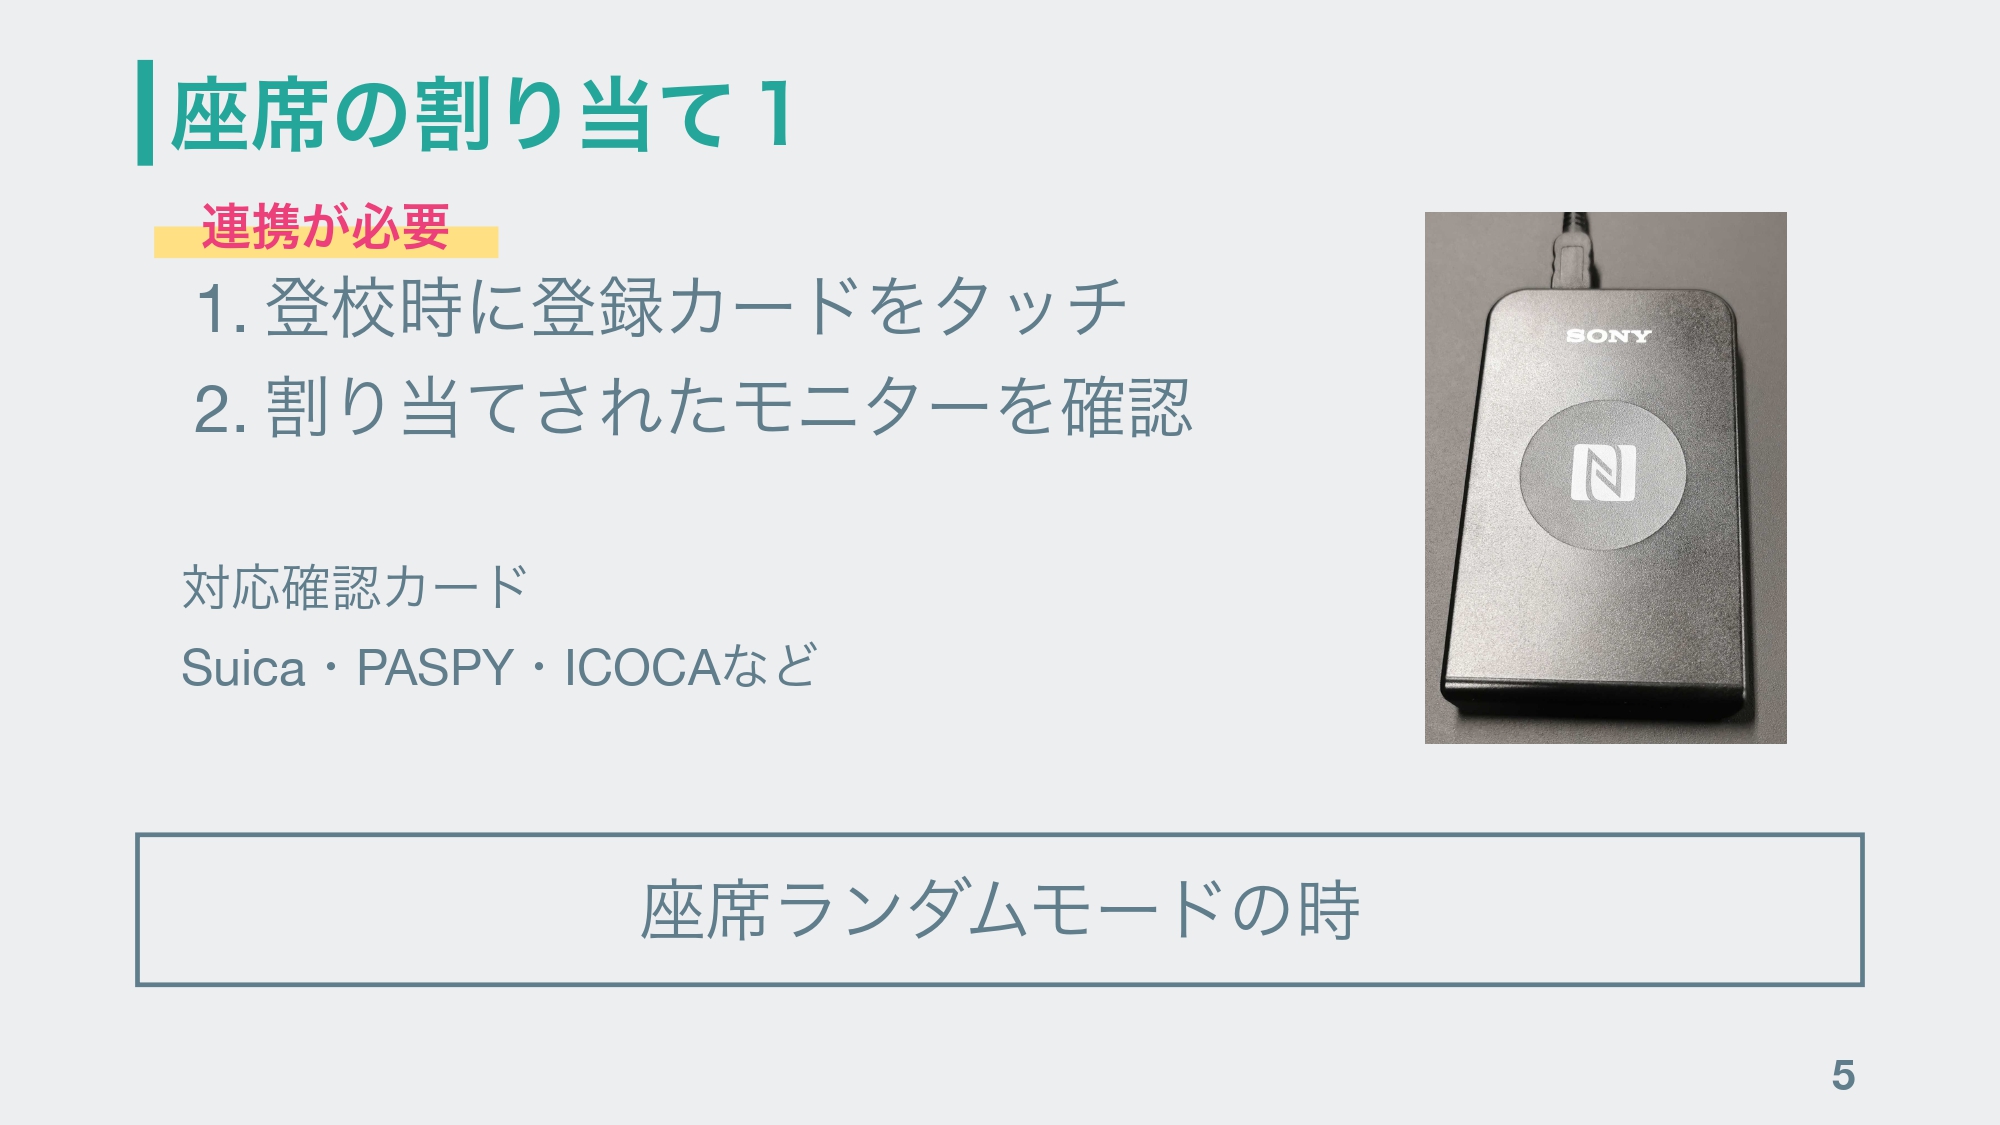 座席の割り当て１
連携が必要
1. 登校時に登録カードをタッチ
2. 割り当てされたモニターを確認
SONY
対応確認カード
Suica・PASPY・ICOCAなど
座席ランダムモードの時
5